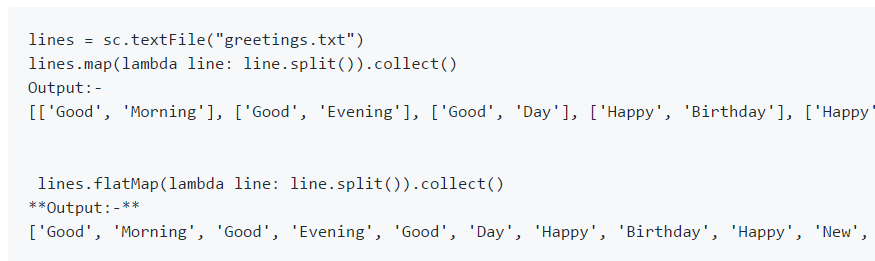 lines = sc.textFile("greetings.txt")
lines.map(lambda line: line.split()).collect()
Output:-
[['Good', 'Morning'], ['Good', 'Evening'], ['Good', 'Day'], ['Happy', 'Birthday'], ['Happy'
lines.flatMap(lambda line: line.split()).collect()
**Output:-**
['Good', 'Morning', 'Good', 'Evening', 'Good', 'Day', 'Happy', 'Birthday', 'Happy', 'New',